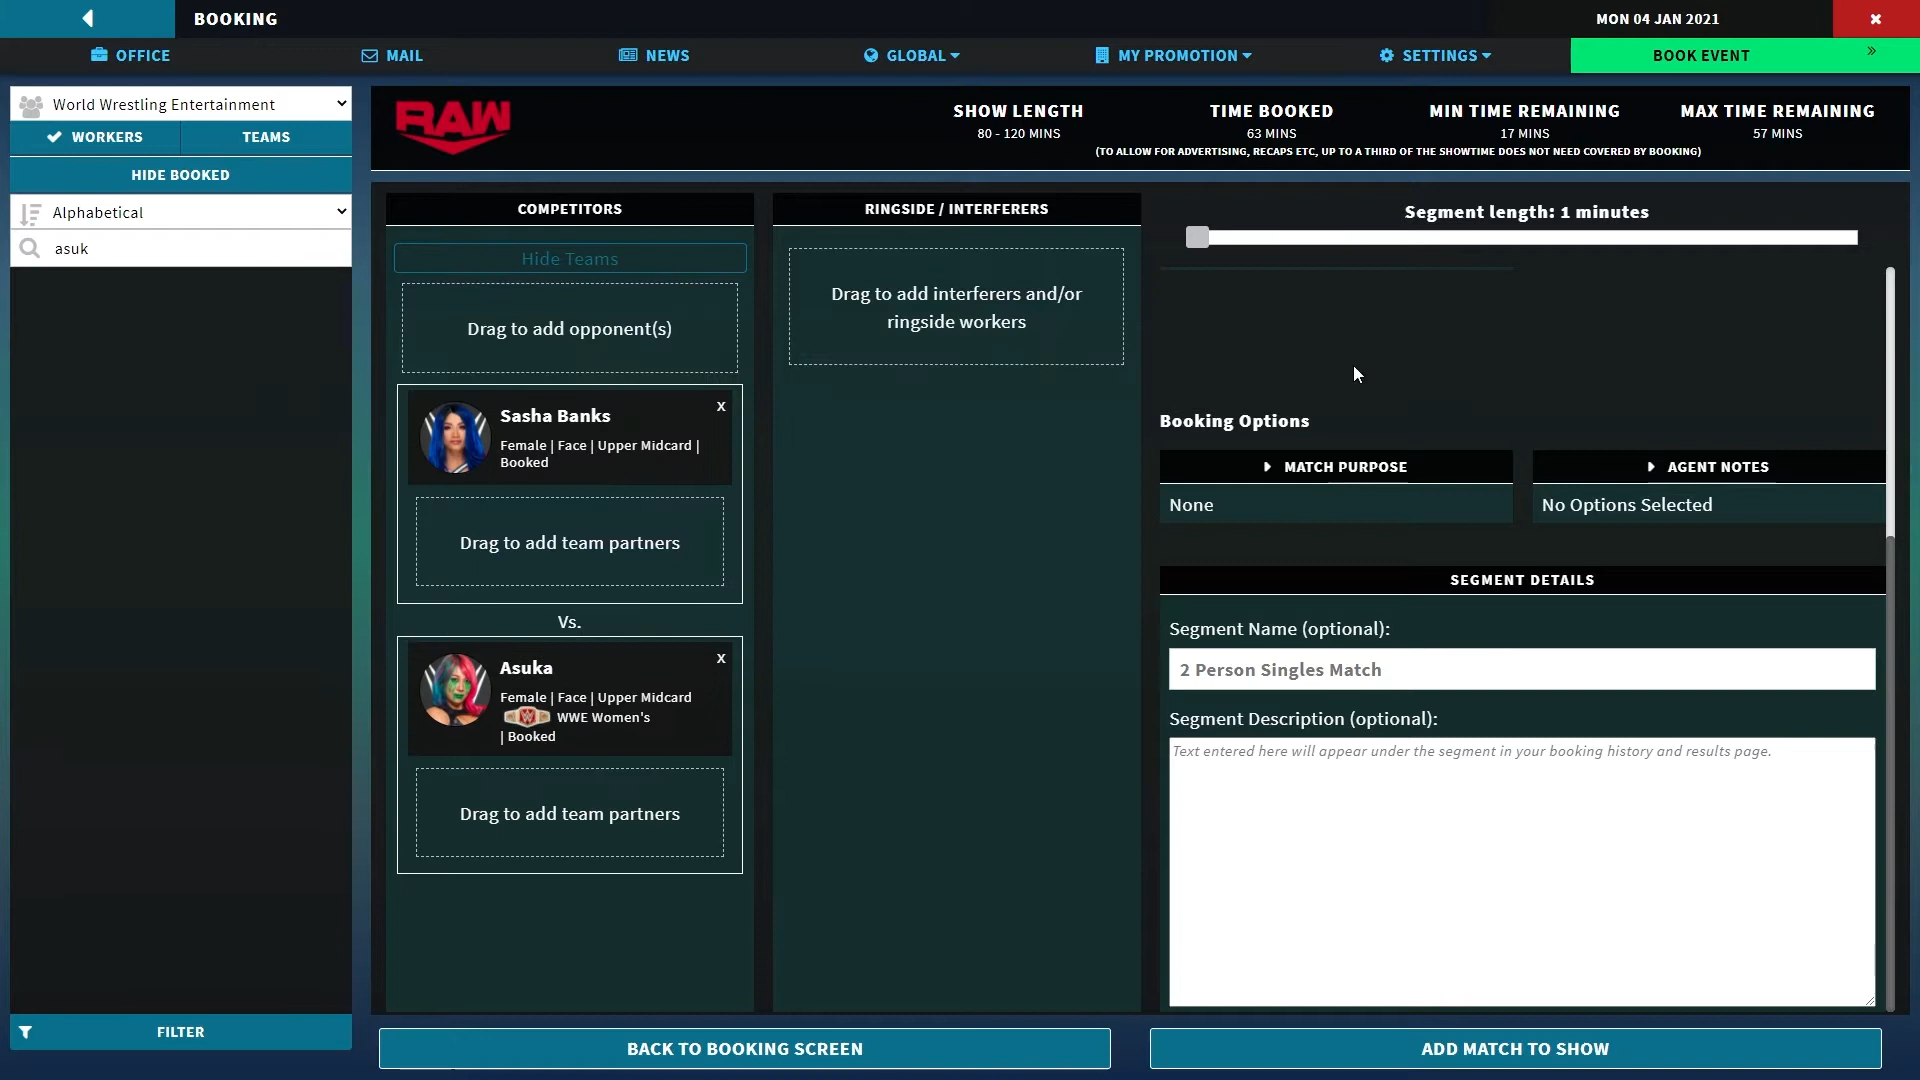 BOOKING
MON 04 JAN 2021
OFFICE
MAIL
NEWS
GLOBAL
MY PROMOTION
SETTINGS
BOOK EVENT
World Wrestling Entertainment
WORKERS
TEAMS
HIDE BOOKED
Alphabetical
asuk
FILTER
RAW
SHOW LENGTH
80 - 120 MINS
TIME BOOKED
63 MINS
MIN TIME REMAINING
17 MINS
MAX TIME REMAINING
57 MINS
(TO ALLOW FOR ADVERTISING, RECAPS ETC, UP TO A THIRD OF THE SHOWTIME DOES NOT NEED COVERED BY BOOKING)
COMPETITORS
Hide Teams
Drag to add opponent(s)
Sasha Banks
X
Female | Face | Upper Midcard |
Booked
Drag to add team partners
Vs.
Asuka
X
Female | Face | Upper Midcard
WWE Women's
| Booked
Drag to add team partners
RINGSIDE / INTERFERERS
Drag to add interferers and/or
ringside workers
Segment length: 1 minutes
Booking Options
MATCH PURPOSE
None
AGENT NOTES
No Options Selected
SEGMENT DETAILS
Segment Name (optional):
2 Person Singles Match
Segment Description (optional):
Text entered here will appear under the segment in your booking history and results page.
BACK TO BOOKING SCREEN
ADD MATCH TO SHOW